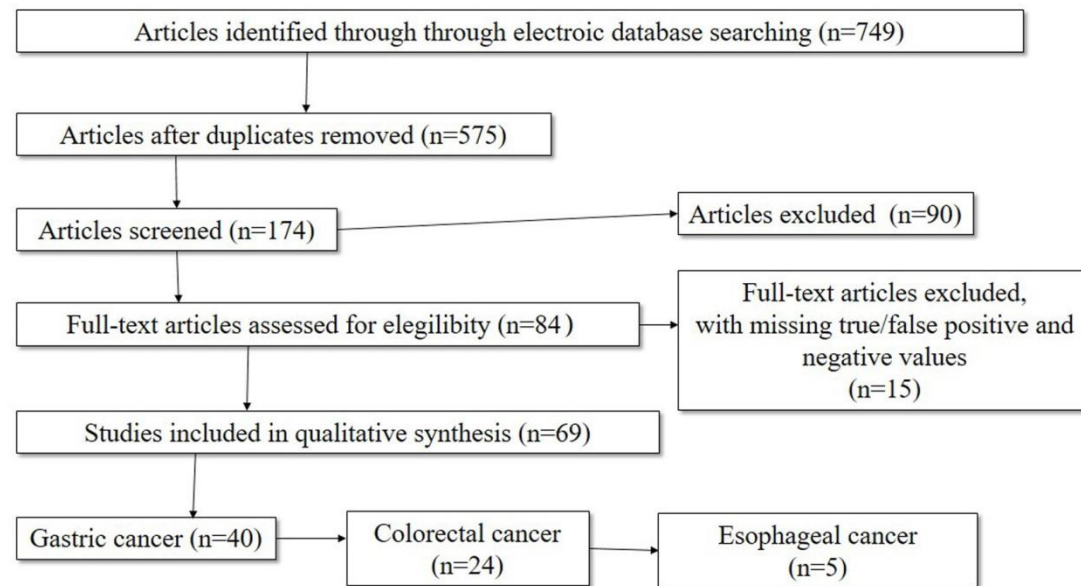 Articles identified through through electroic database searching (n=749)
Articles after duplicates removed (n=575)
Articles screened (n=174)
Articles excluded (n=90)
Full-text articles assessed for elegilibity (n=84)
Full-text articles excluded,
with missing true/false positive and
negative values
(n=15)
Studies included in qualitative synthesis (n=69)
Gastric cancer (n=40)
Colorectal cancer
(n=24)
Esophageal cancer
(n=5)